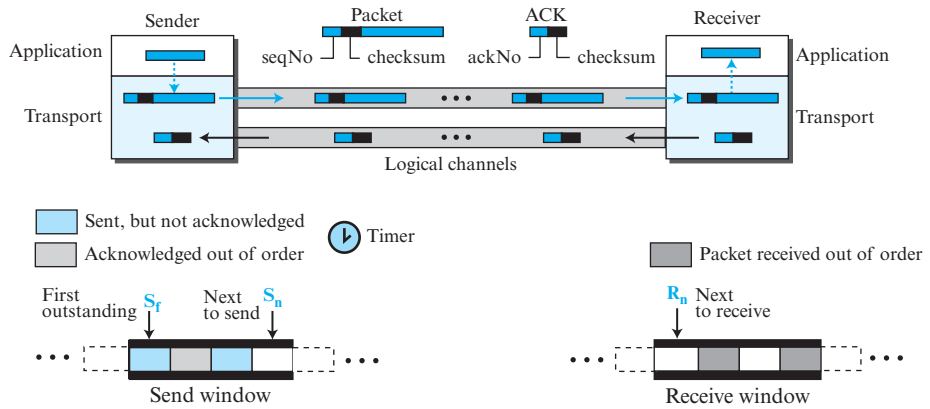 Sender
Packet
ACK
Receiver
Application
seqNo
checksum
ackNo
checksum
Application
Transport
Transport
Logical channels
Sent, but not acknowledged
Timer
Acknowledged out of order
Packet received out of order
First
outstanding
Sf
Next
to send
Sn
Rn
Next
to receive
Send window
Receive window